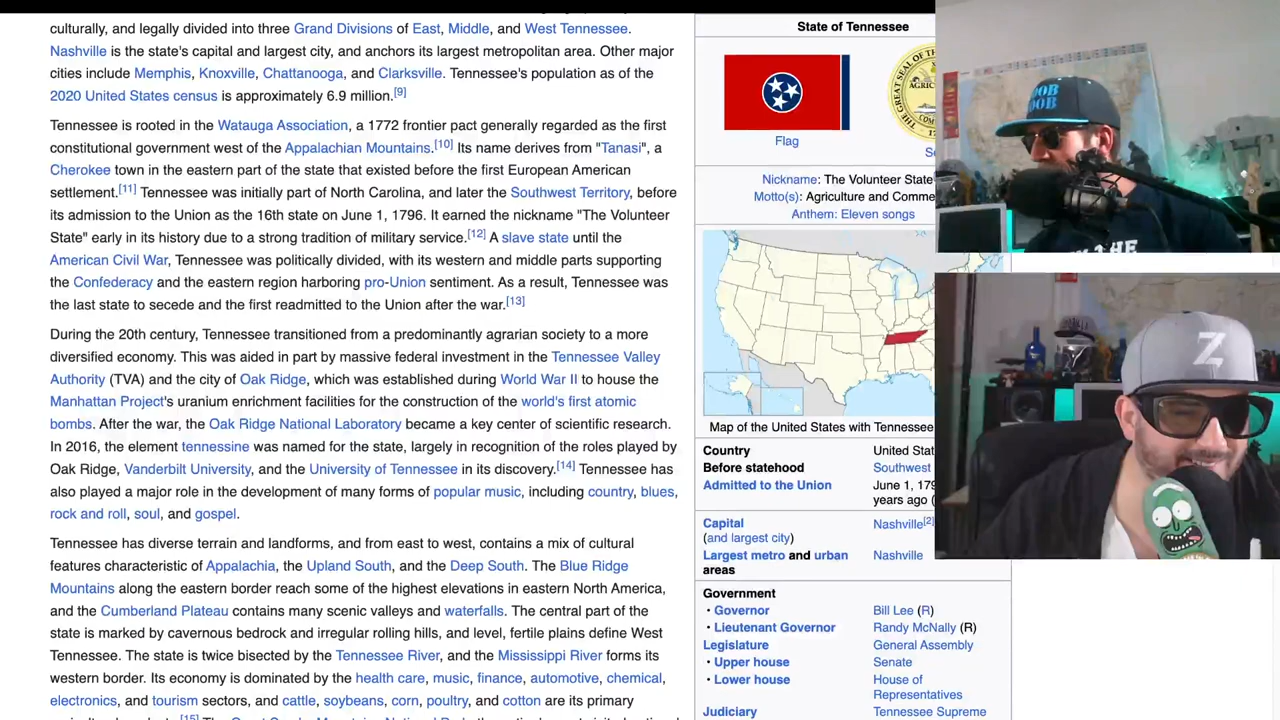 culturally, and legally divided into three Grand Divisions of East, Middle, and West Tennessee.
Nashville is the state's capital and largest city, and anchors its largest metropolitan area. Other major
cities include Memphis, Knoxville, Chattanooga, and Clarksville. Tennessee's population as of the
2020 United States census is approximately 6.9 million.[9]
Tennessee is rooted in the Watauga Association, a 1772 frontier pact generally regarded as the first
constitutional government west of the Appalachian Mountains.[10] Its name derives from "Tanasi", a
Cherokee town in the eastern part of the state that existed before the first European American
settlement.[11] Tennessee was initially part of North Carolina, and later the Southwest Territory, before
its admission to the Union as the 16th state on June 1, 1796. It earned the nickname "The Volunteer
State" early in its history due to a strong tradition of military service.[12] A slave state until the
American Civil War, Tennessee was politically divided, with its western and middle parts supporting
the Confederacy and the eastern region harboring pro-Union sentiment. As a result, Tennessee was
the last state to secede and the first readmitted to the Union after the war.[13]
During the 20th century, Tennessee transitioned from a predominantly agrarian society to a more
diversified economy. This was aided in part by massive federal investment in the Tennessee Valley
Authority (TVA) and the city of Oak Ridge, which was established during World War II to house the
Manhattan Project's uranium enrichment facilities for the construction of the world's first atomic
bombs. After the war, the Oak Ridge National Laboratory became a key center of scientific research.
In 2016, the element tennessine was named for the state, largely in recognition of the roles played by
Oak Ridge, Vanderbilt University, and the University of Tennessee in its discovery.[14] Tennessee has
also played a major role in the development of many forms of popular music, including country, blues,
rock and roll, soul, and gospel.
Tennessee has diverse terrain and landforms, and from east to west, contains a mix of cultural
features characteristic of Appalachia, the Upland South, and the Deep South. The Blue Ridge
Mountains along the eastern border reach some of the highest elevations in eastern North America,
and the Cumberland Plateau contains many scenic valleys and waterfalls. The central part of the
state is marked by cavernous bedrock and irregular rolling hills, and level, fertile plains define West
Tennessee. The state is twice bisected by the Tennessee River, and the Mississippi River forms its
western border. Its economy is dominated by the health care, music, finance, automotive, chemical,
electronics, and tourism sectors, and cattle, soybeans, corn, poultry, and cotton are its primary
State of Tennessee
THE GREAT SEAL OF TH
AGRIC
COM
Flag
Se
Nickname: The Volunteer State
Motto(s): Agriculture and Comme
Anthem: Eleven songs
Map of the United States with Tennessee
Country United Stat
Before statehood Southwest
Admitted to the Union June 1, 179
years ago (
Capital Nashville[2]
(and largest city)
Largest metro and urban Nashville
areas
Government
• Governor Bill Lee (R)
• Lieutenant Governor Randy McNally (R)
Legislature General Assembly
• Upper house Senate
• Lower house House of
Representatives
Judiciary Tennessee Supreme
THE
Z